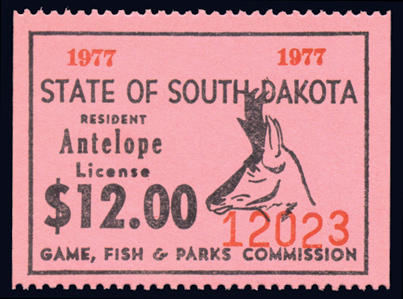 1977 1977
STATE OF SOUTH DAKOTA
RESIDENT
Antelope
License
$12.00
12023
GAME, FISH & PARKS COMMISSION